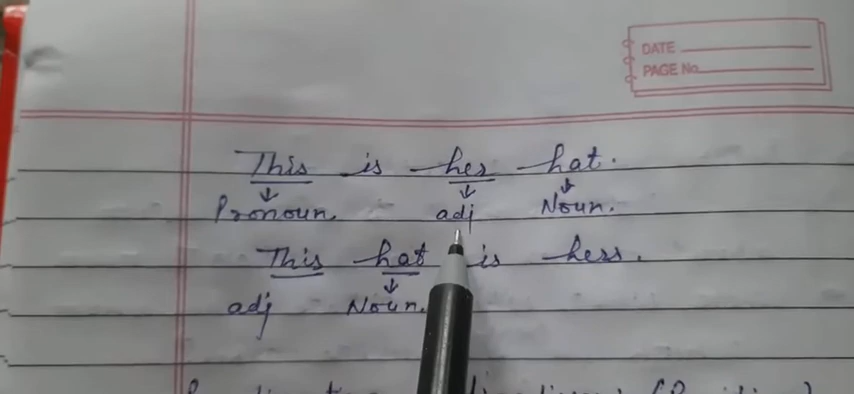 DATE
PAGE No.
This is her hat.
Pronoun. adj Noun.
This hat is hers.
adj Noun.